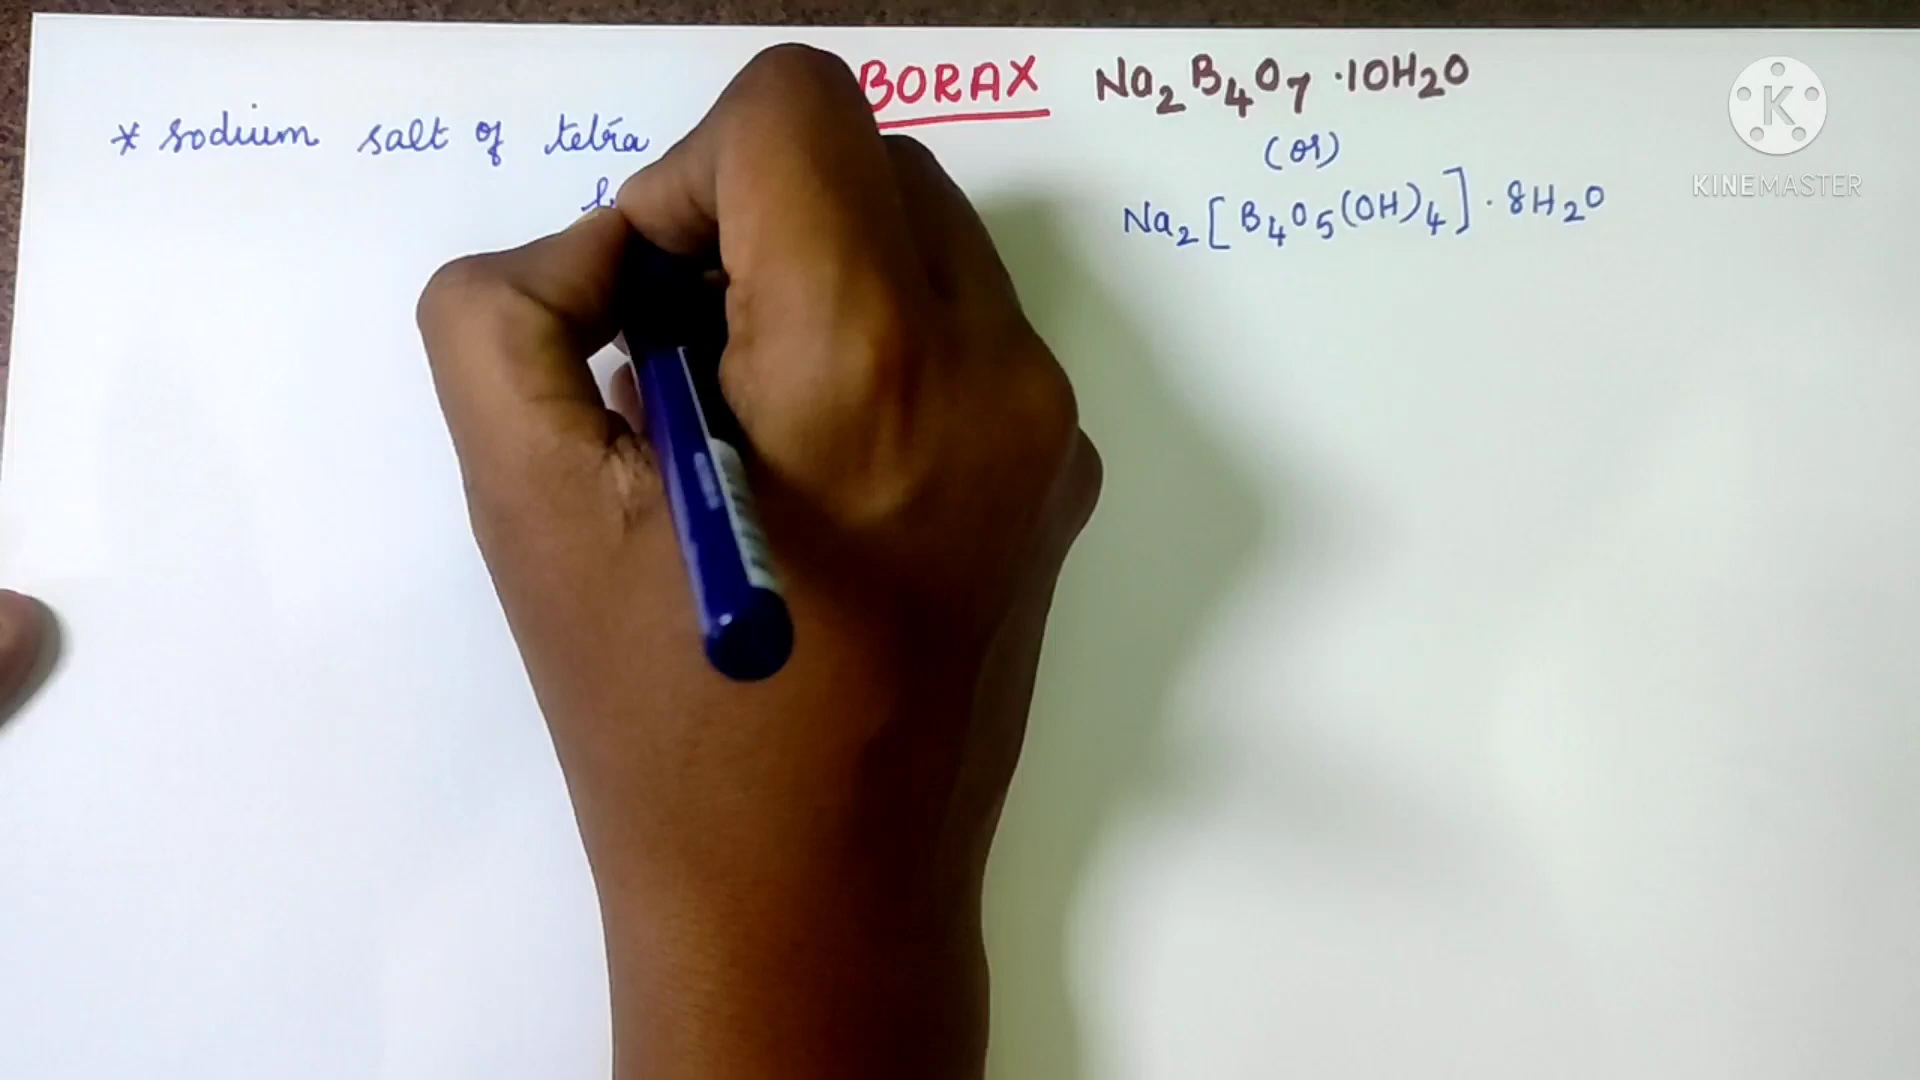 BORAX Na2B4O7 .10H2O
* sodium salt of tetra
(or)
Na2[B4O5(OH)4] . 8H2O
K
KINEMASTER